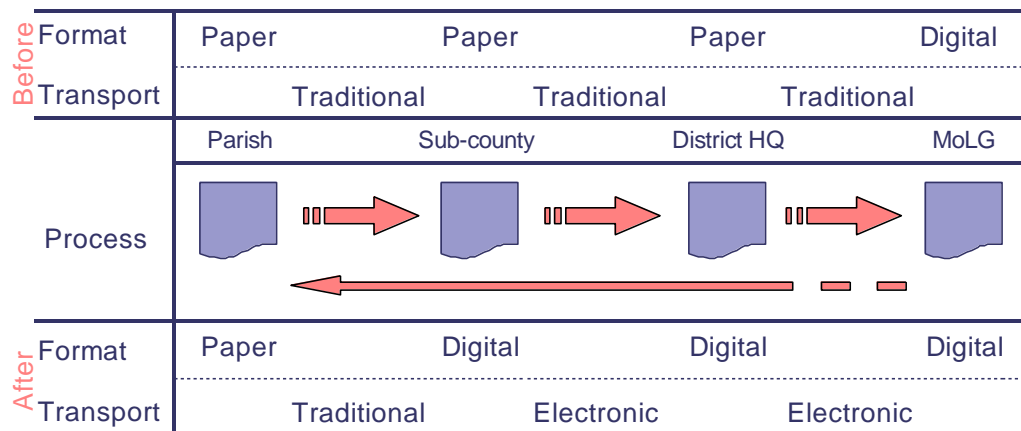 Before
Format Paper Paper Paper Digital
Transport Traditional Traditional Traditional
Parish Sub-county District HQ MoLG
Process
After
Format Paper Digital Digital Digital
Transport Traditional Electronic Electronic